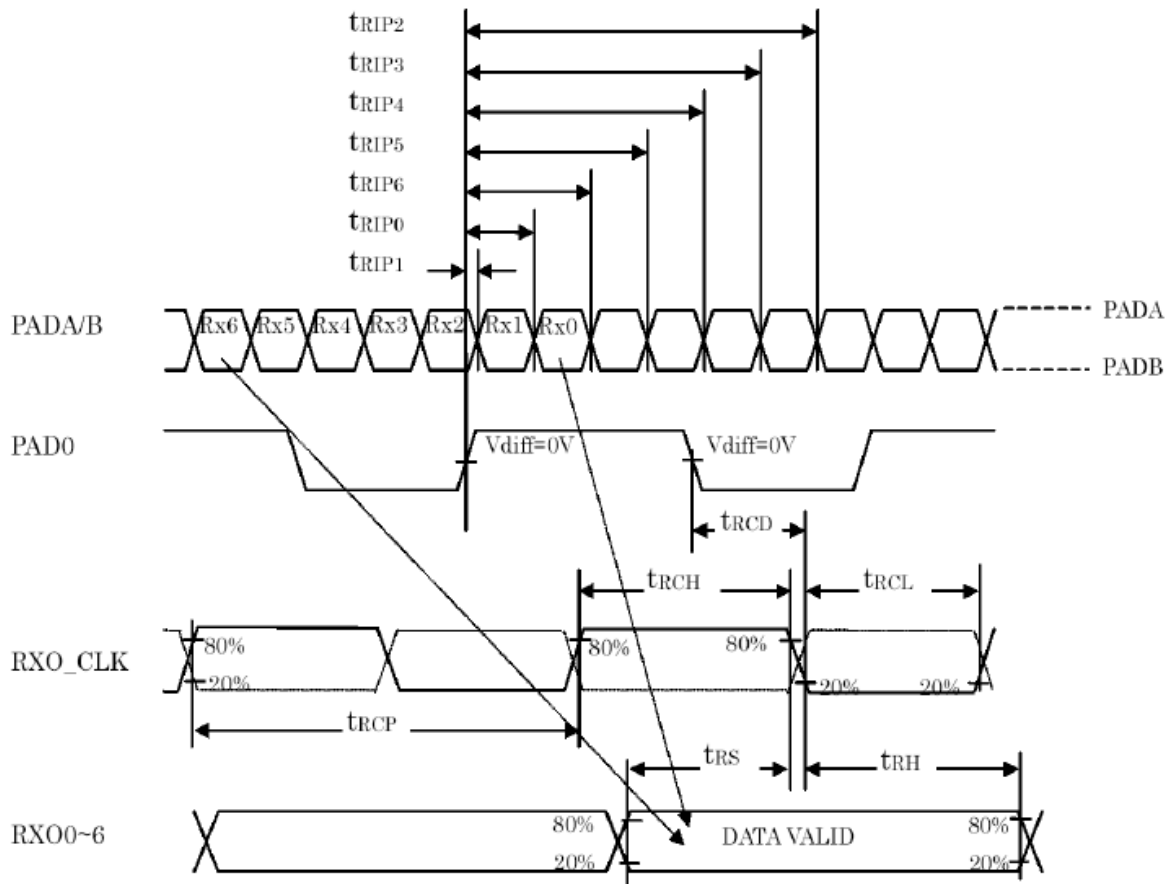 tRIP2
tRIP3
tRIP4
tRIP5
tRIP6
tRIP0
tRIP1
PADA/B Rx6 Rx5 Rx4 Rx3 Rx2 Rx1 Rx0 PADA
PADB
PAD0 Vdiff=0V Vdiff=0V
tRCD
tRCH tRCL
RXO_CLK 80% 80% 80%
20% 20% 20%
tRCP
tRS tRH
RXO0~6 80% DATA VALID 80%
20% 20%